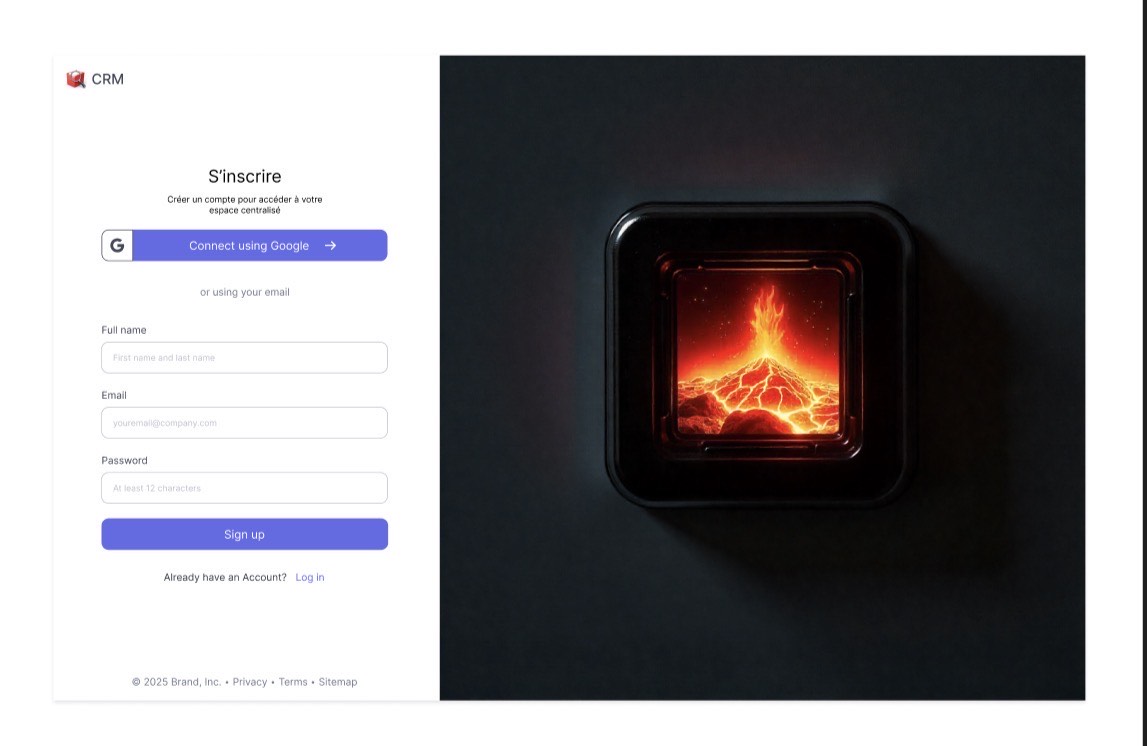 CRM
S'inscrire
Créer un compte pour accéder à votre
espace centralisé
G
Connect using Google →
or using your email
Full name
First name and last name
Email
youremail@company.com
Password
At least 12 characters
Sign up
Already have an Account? Log in
© 2025 Brand, Inc. • Privacy • Terms • Sitemap